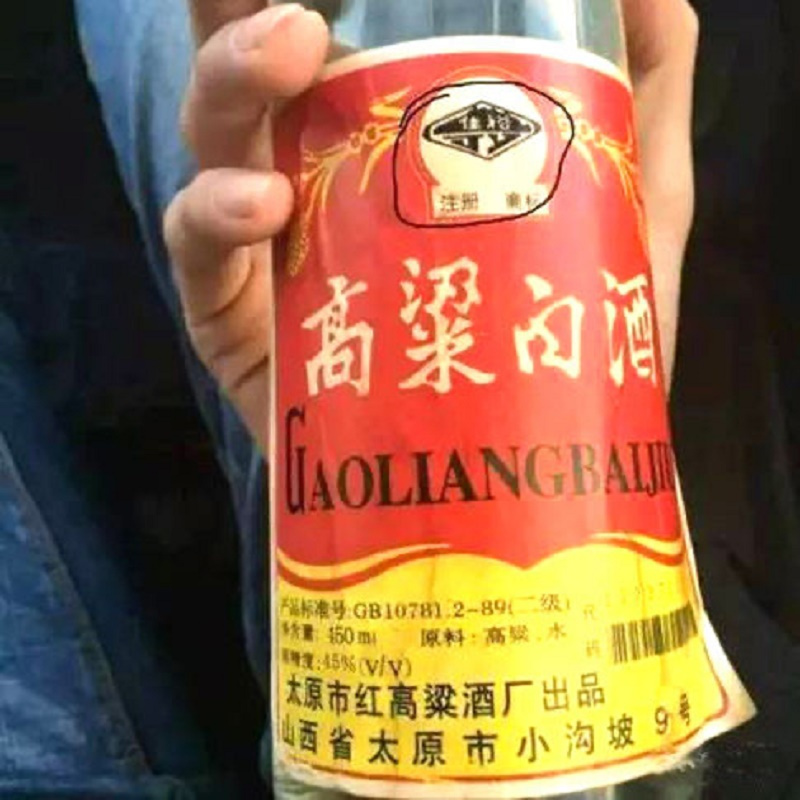 注册 商标
高粱白酒
GAOLIANGBAIJI
产品标准号:GB10781.2-89(二级)
净含量: 450ml 原料:高粱.水
酒精度:45%(V/V)
太原市红高粱酒厂出品
山西省太原市小沟坡9号